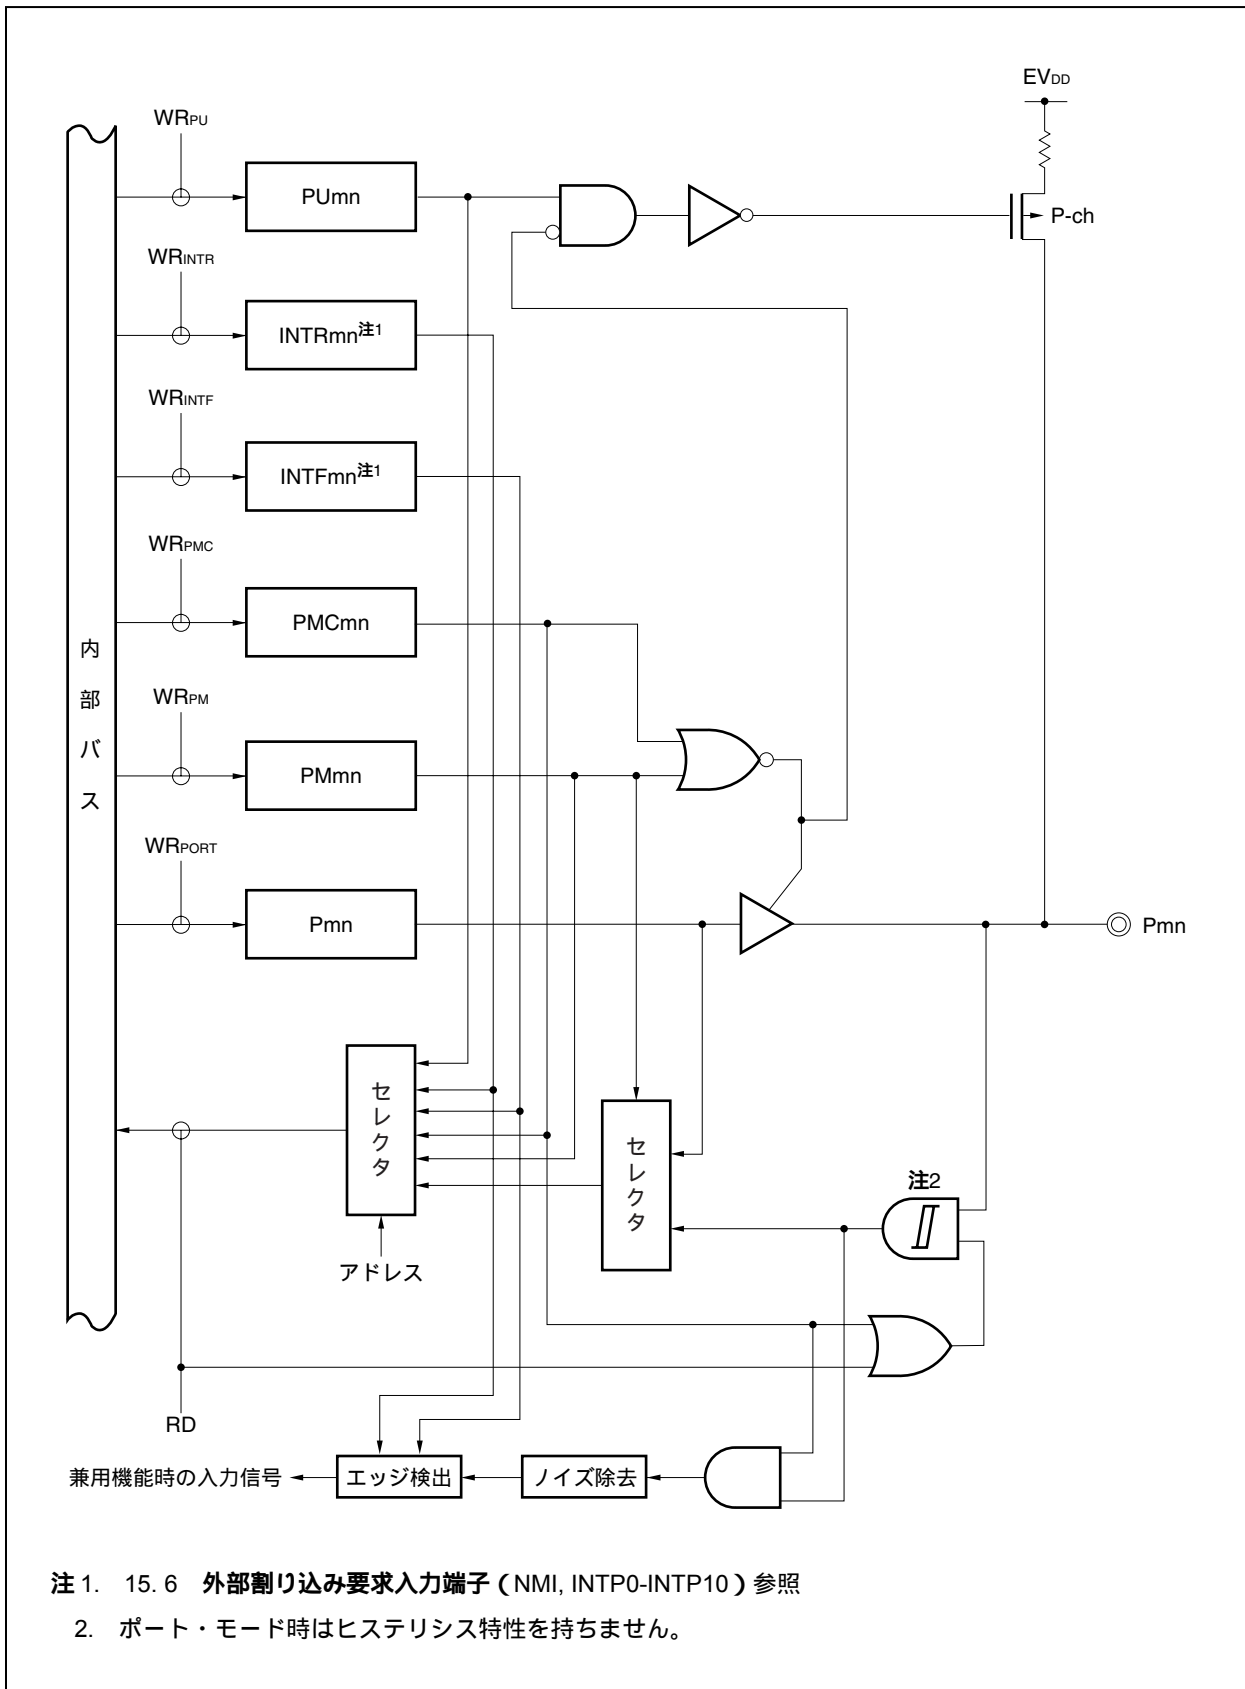 EVDD
WRPU
PUmn
P-ch
WRINTR
INTRmn注1
WRINTF
INTFmn注1
WRPMC
PMCmn
内部バス
WRPM
PMmn
WRPORT
Pmn
Pmn
セレクタ
セレクタ
注2
アドレス
RD
兼用機能時の入力信号
エッジ検出
ノイズ除去
注1. 15. 6 外部割り込み要求入力端子(NMI, INTP0-INTP10)参照
2. ポート・モード時はヒステリシス特性を持ちません。